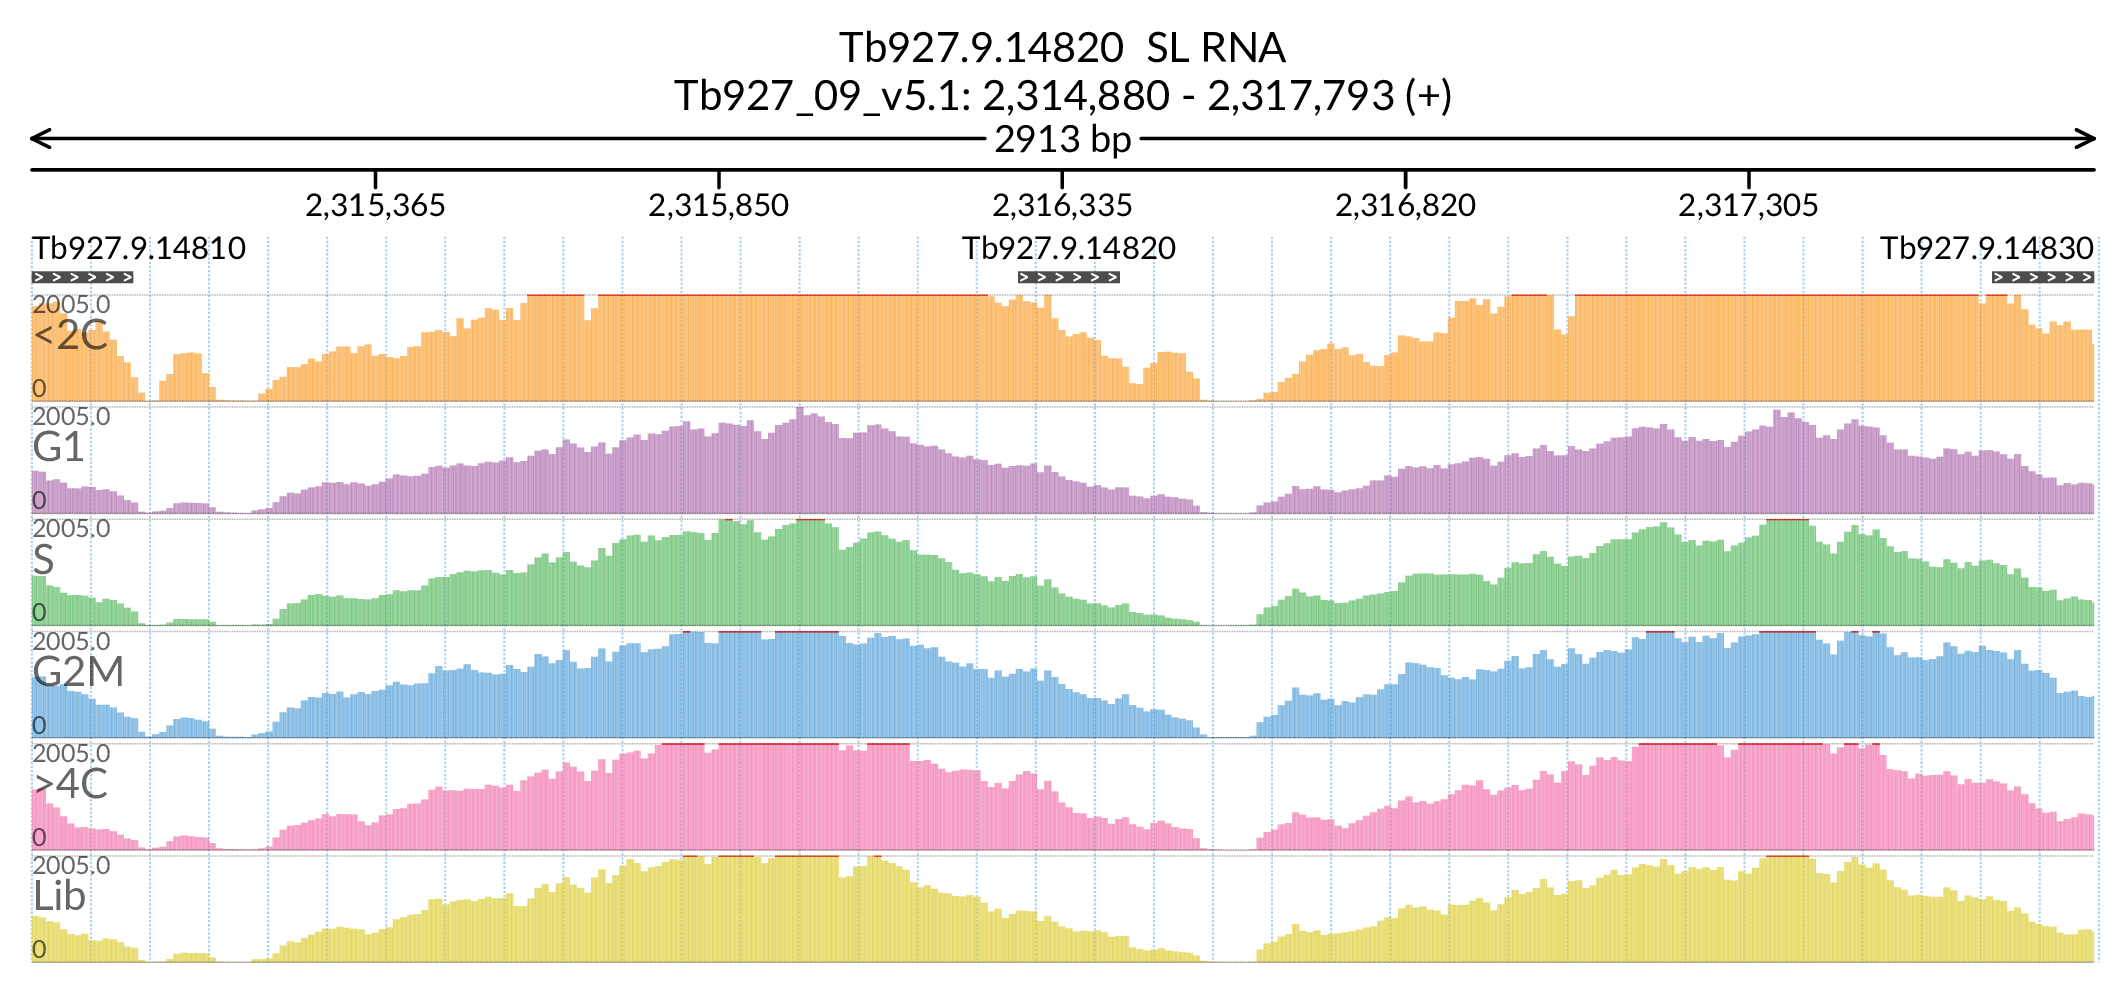 Tb927.9.14820  SL RNA
Tb927_09_v5.1: 2,314,880 - 2,317,793 (+)
2913 bp
2,315,365 2,315,850 2,316,335 2,316,820 2,317,305
Tb927.9.14810 Tb927.9.14820 Tb927.9.14830
2005.0
<2C
0
2005.0
G1
0
2005.0
S
0
2005.0
G2M
0
2005.0
>4C
0
2005.0
Lib
0